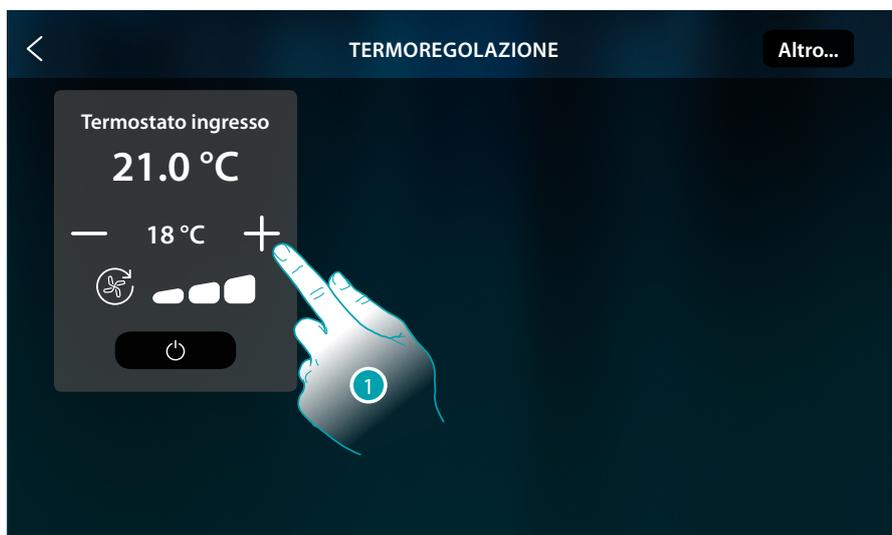 TERMOREGOLAZIONE
Altro...
Termostato ingresso
21.0 °C
18 °C
1